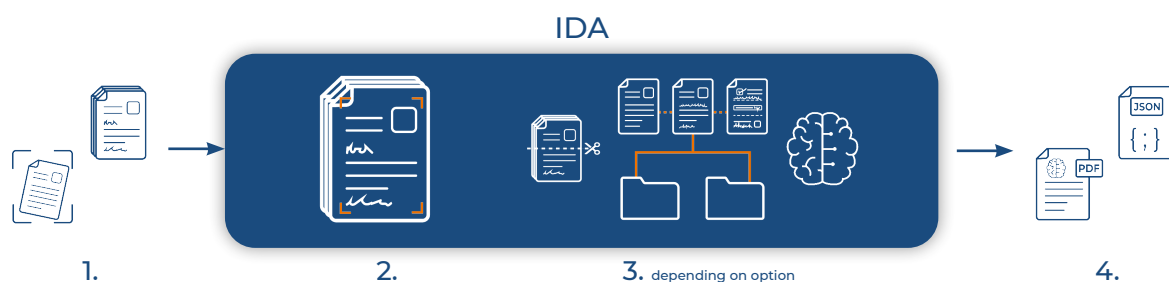 IDA
JSON
{ ; }
PDF
1.
2.
3. depending on option
4.